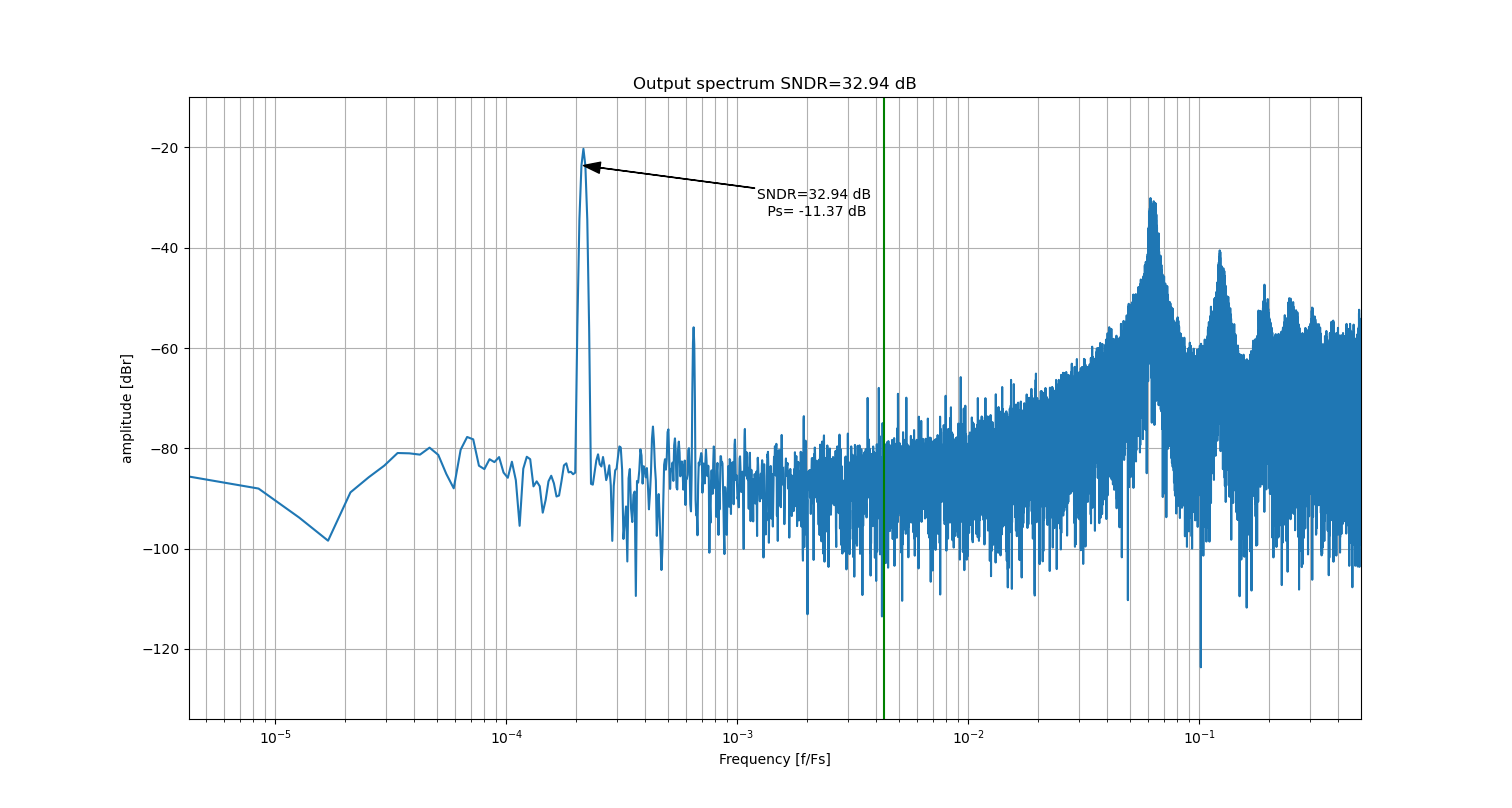 Output spectrum SNDR=32.94 dB
−20
−40
−60
−80
−100
−120
amplitude [dBr]
SNDR=32.94 dB
Ps= -11.37 dB
10⁻⁵
10⁻⁴
10⁻³
10⁻²
10⁻¹
Frequency [f/Fs]